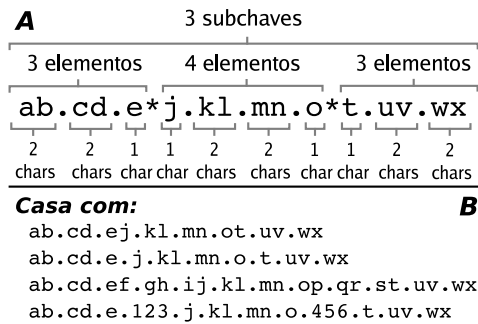 A 3 subchaves
3 elementos 4 elementos 3 elementos
ab.cd.e*j.kl.mn.o*t.uv.wx
2 2 1 1 2 2 1 1 2 2
chars chars char char chars chars char char chars chars
Casa com: B
ab.cd.ej.kl.mn.ot.uv.wx
ab.cd.e.j.kl.mn.o.t.uv.wx
ab.cd.ef.gh.ij.kl.mn.op.qr.st.uv.wx
ab.cd.e.123.j.kl.mn.o.456.t.uv.wx